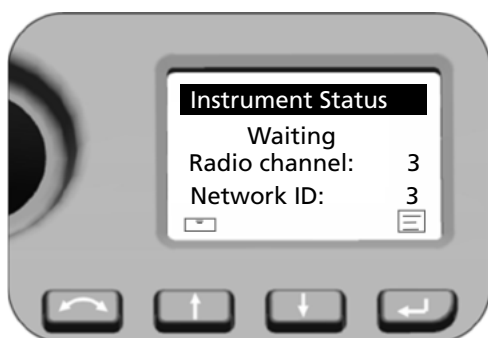 Instrument Status
Waiting
Radio channel: 3
Network ID: 3